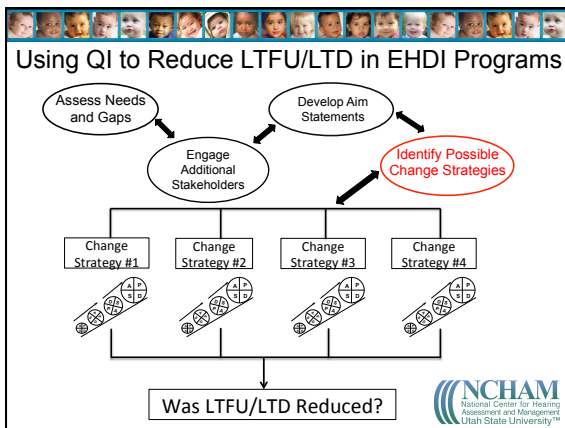 Using QI to Reduce LTFU/LTD in EHDI Programs
Assess Needs
and Gaps
Develop Aim
Statements
Engage
Additional
Stakeholders
Identify Possible
Change Strategies
Change
Strategy #1
Change
Strategy #2
Change
Strategy #3
Change
Strategy #4
A P
S D
A P
S D
A P
S D
A P
S D
Was LTFU/LTD Reduced?
NCHAM
National Center for Hearing
Assessment and Management
Utah State University™